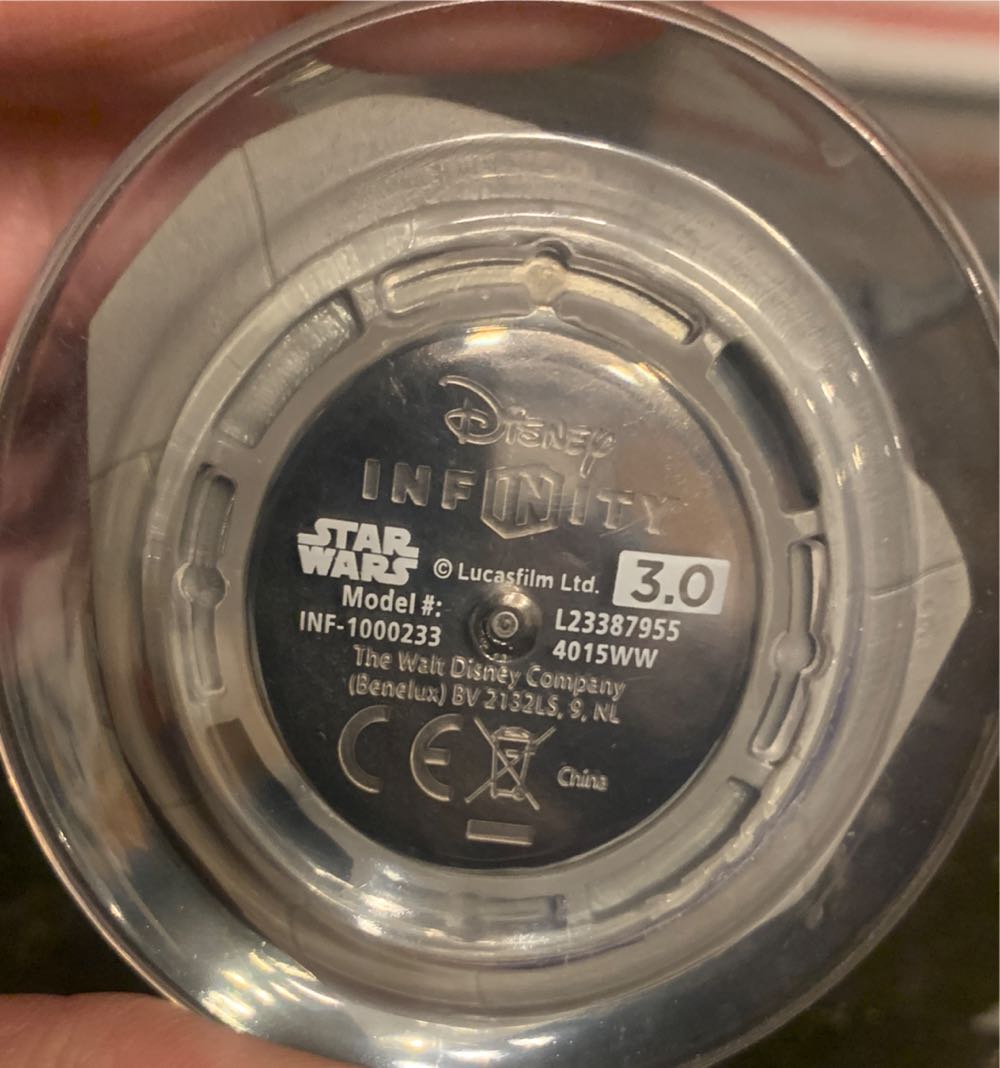 Disney
INFINITY
STAR WARS © Lucasfilm Ltd. 3.0
Model #: L23387955
INF-1000233 4015WW
The Walt Disney Company
(Benelux) BV 2132LS, 9, NL
CE China